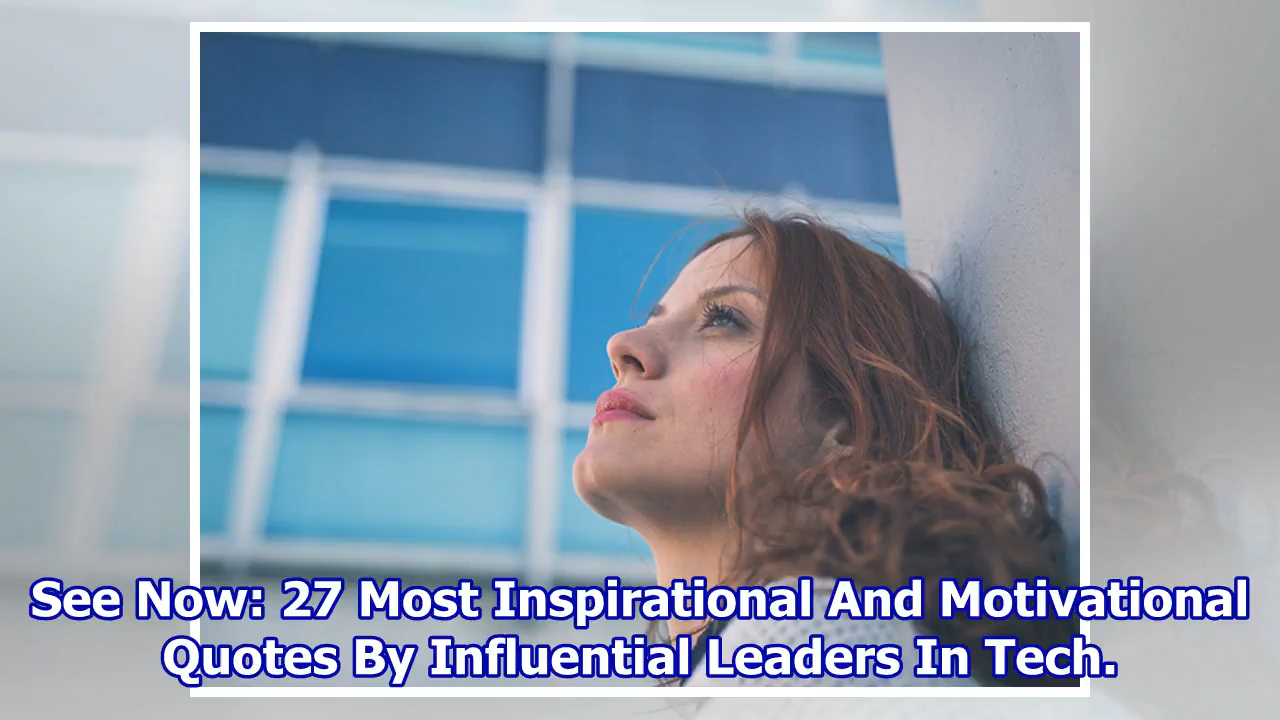 See Now: 27 Most Inspirational And Motivational
Quotes By Influential Leaders In Tech.